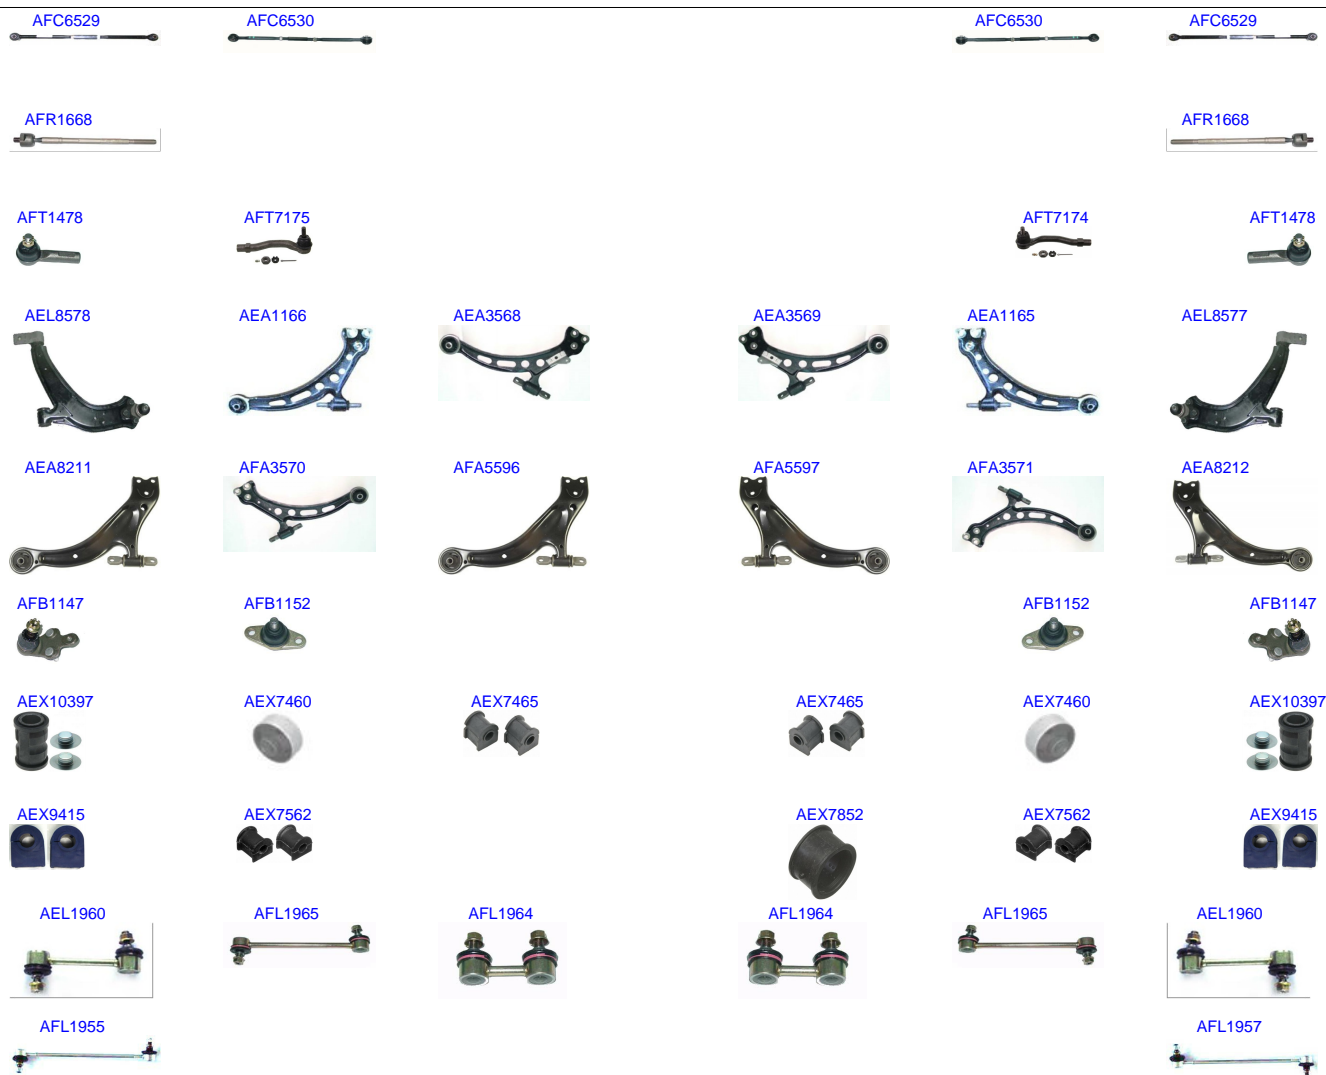 AFC6529 AFC6530 AFC6530 AFC6529
AFR1668 AFR1668
AFT1478 AFT7175 AFT7174 AFT1478
AEL8578 AEA1166 AEA3568 AEA3569 AEA1165 AEL8577
AEA8211 AFA3570 AFA5596 AFA5597 AFA3571 AEA8212
AFB1147 AFB1152 AFB1152 AFB1147
AEX10397 AEX7460 AEX7465 AEX7465 AEX7460 AEX10397
AEX9415 AEX7562 AEX7852 AEX7562 AEX9415
AEL1960 AFL1965 AFL1964 AFL1964 AFL1965 AEL1960
AFL1955 AFL1957